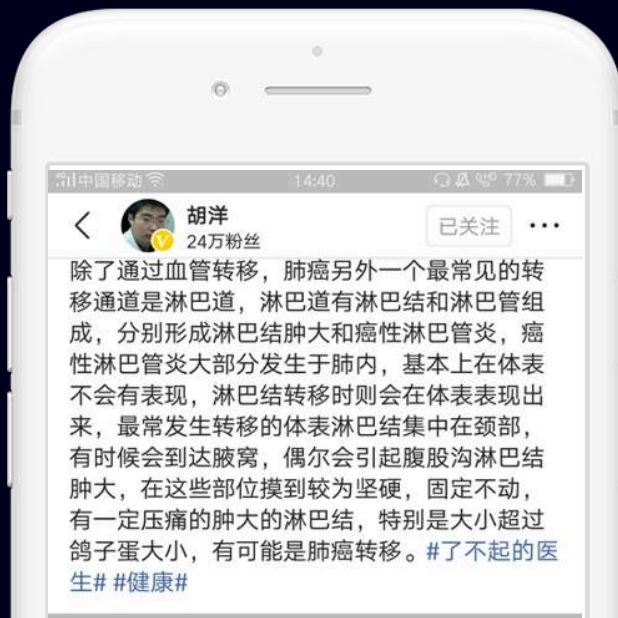 中国移动 14:40 77%
胡洋
24万粉丝
已关注
除了通过血管转移，肺癌另外一个最常见的转
移通道是淋巴道，淋巴道有淋巴结和淋巴管组
成，分别形成淋巴结肿大和癌性淋巴管炎，癌
性淋巴管炎大部分发生于肺内，基本上在体表
不会有表现，淋巴结转移时则会在体表表现出
来，最常发生转移的体表淋巴结集中在颈部，
有时候会到达腋窝，偶尔会引起腹股沟淋巴结
肿大，在这些部位摸到较为坚硬，固定不动，
有一定压痛的肿大的淋巴结，特别是大小超过
鸽子蛋大小，有可能是肺癌转移。#了不起的医
生# #健康#